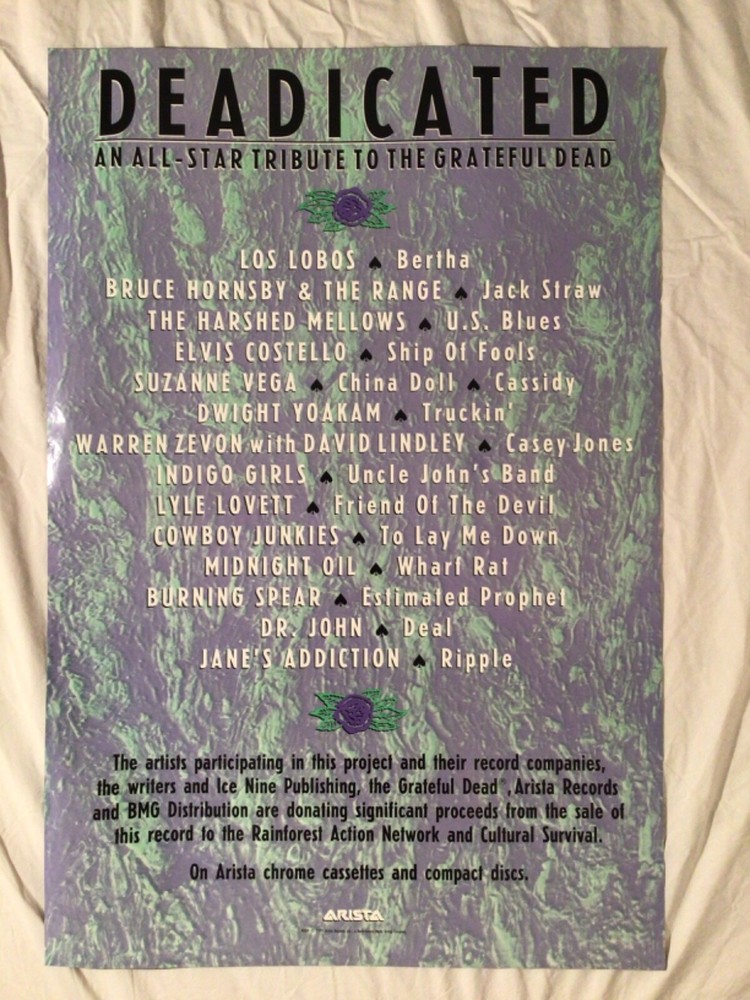 DEADICATED
AN ALL-STAR TRIBUTE TO THE GRATEFUL DEAD
LOS LOBOS ♠ Bertha
BRUCE HORNSBY & THE RANGE ♠ Jack Straw
THE HARSHED MELLOWS ♠ U.S. Blues
ELVIS COSTELLO ♠ Ship Of Fools
SUZANNE VEGA ♠ China Doll ♠ Cassidy
DWIGHT YOAKAM ♠ Truckin'
WARREN ZEVON with DAVID LINDLEY ♠ Casey Jones
INDIGO GIRLS ♠ Uncle John's Band
LYLE LOVETT ♠ Friend Of The Devil
COWBOY JUNKIES ♠ To Lay Me Down
MIDNIGHT OIL ♠ Wharf Rat
BURNING SPEAR ♠ Estimated Prophet
DR. JOHN ♠ Deal
JANE'S ADDICTION ♠ Ripple
The artists participating in this project and their record companies,
the writers and Ice Nine Publishing, the Grateful Dead®, Arista Records
and BMG Distribution are donating significant proceeds from the sale of
this record to the Rainforest Action Network and Cultural Survival.
On Arista chrome cassettes and compact discs.
ARISTA